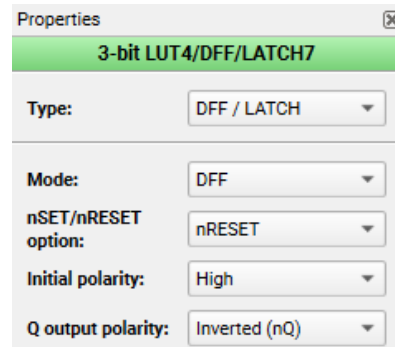 Properties
3-bit LUT4/DFF/LATCH7
Type: DFF / LATCH
Mode: DFF
nSET/nRESET
option: nRESET
Initial polarity: High
Q output polarity: Inverted (nQ)